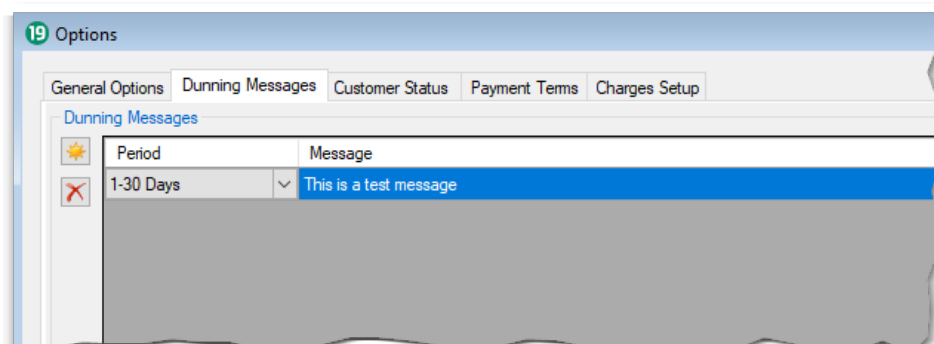 19 Options
General Options Dunning Messages Customer Status Payment Terms Charges Setup
Dunning Messages
Period Message
1-30 Days This is a test message